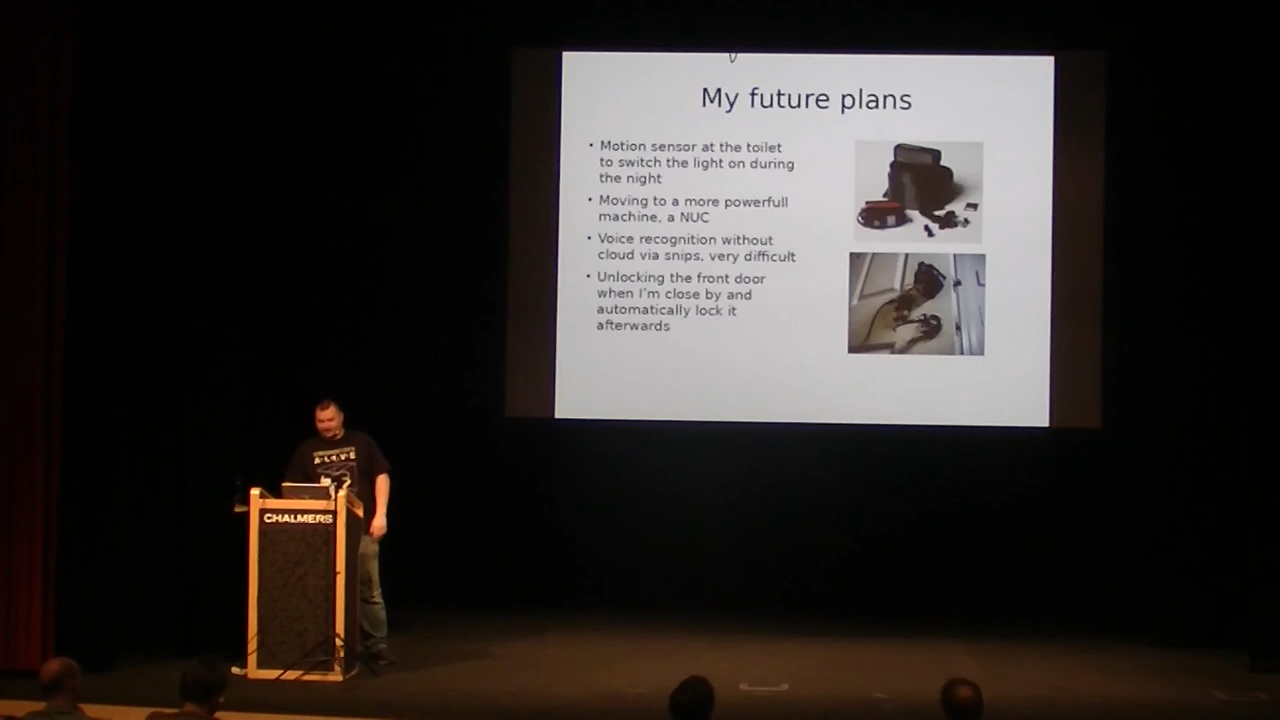 My future plans
• Motion sensor at the toilet
to switch the light on during
the night
• Moving to a more powerfull
machine, a NUC
• Voice recognition without
cloud via snips, very difficult
• Unlocking the front door
when I'm close by and
automatically lock it
afterwards
A·L·I·V·E
CHALMERS